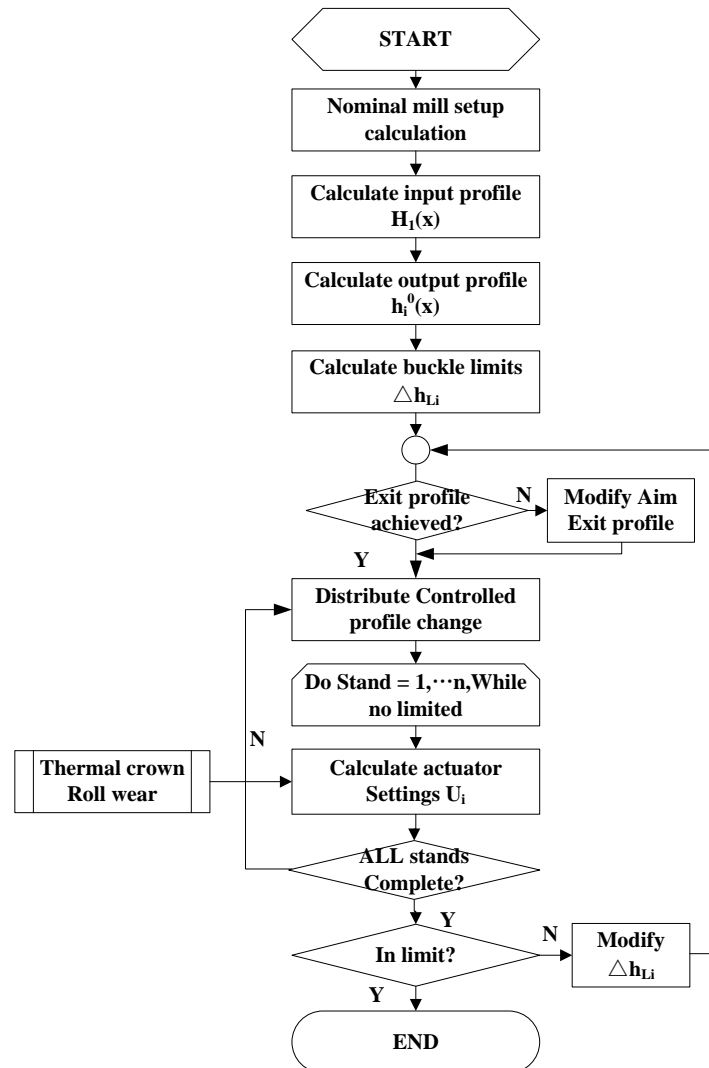 START
Nominal mill setup
calculation
Calculate input profile
H₁(x)
Calculate output profile
hᵢ⁰(x)
Calculate buckle limits
△hLi
Exit profile
achieved?
N
Modify Aim
Exit profile
Y
Distribute Controlled
profile change
Do Stand = 1,⋯n,While
no limited
N
Thermal crown
Roll wear
Calculate actuator
Settings Uᵢ
ALL stands
Complete?
Y
In limit?
N
Modify
△hLi
Y
END